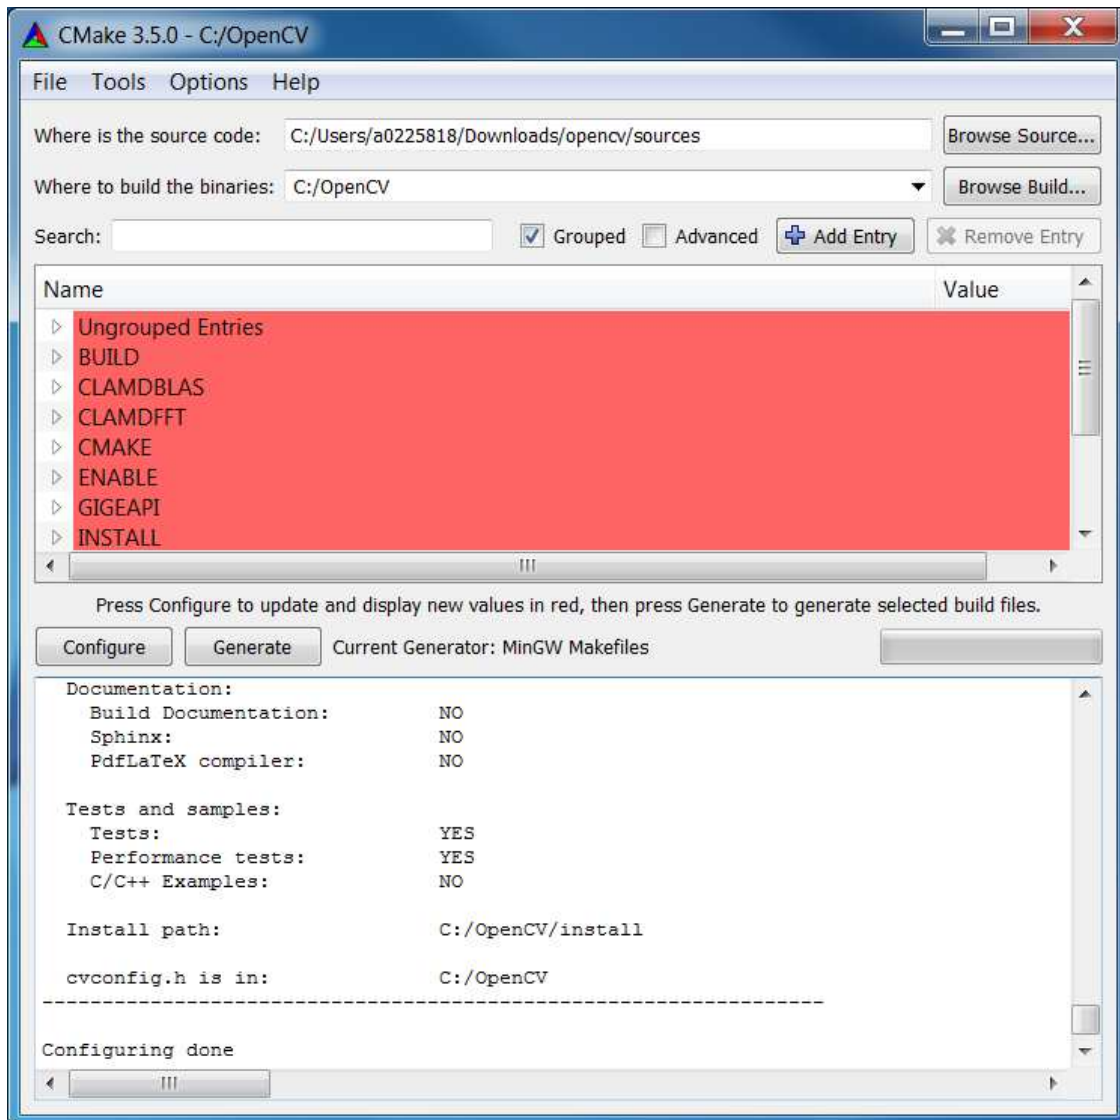 CMake 3.5.0 - C:/OpenCV
File Tools Options Help
Where is the source code: C:/Users/a0225818/Downloads/opencv/sources Browse Source...
Where to build the binaries: C:/OpenCV Browse Build...
Search: Grouped Advanced Add Entry Remove Entry
Name Value
Ungrouped Entries
BUILD
CLAMDBLAS
CLAMDFFT
CMAKE
ENABLE
GIGEAPI
INSTALL
Press Configure to update and display new values in red, then press Generate to generate selected build files.
Configure Generate Current Generator: MinGW Makefiles
Documentation:
Build Documentation: NO
Sphinx: NO
PdfLaTeX compiler: NO
Tests and samples:
Tests: YES
Performance tests: YES
C/C++ Examples: NO
Install path: C:/OpenCV/install
cvconfig.h is in: C:/OpenCV
-----------------------------------------------------------------
Configuring done